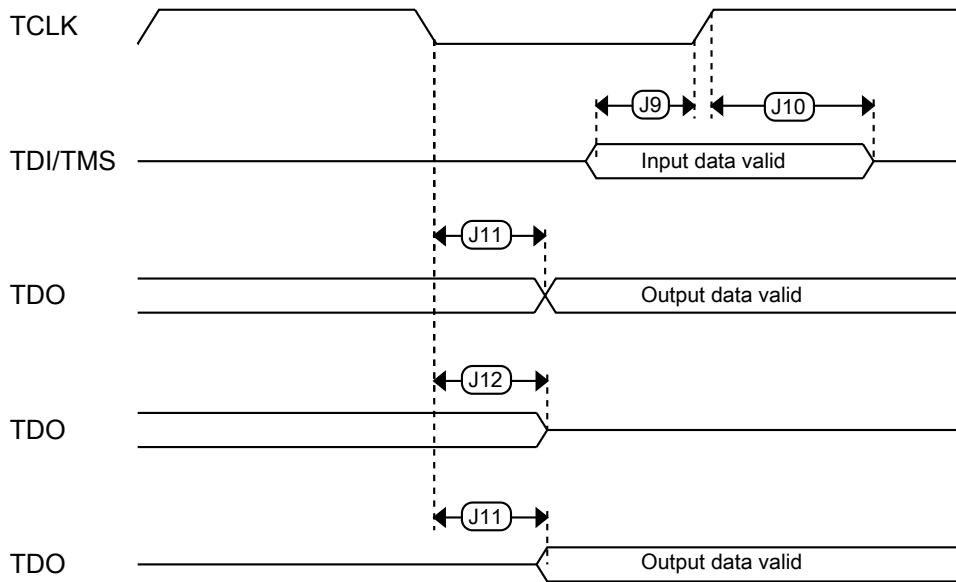 TCLK
J9
J10
TDI/TMS
Input data valid
J11
TDO
Output data valid
J12
TDO
J11
TDO
Output data valid